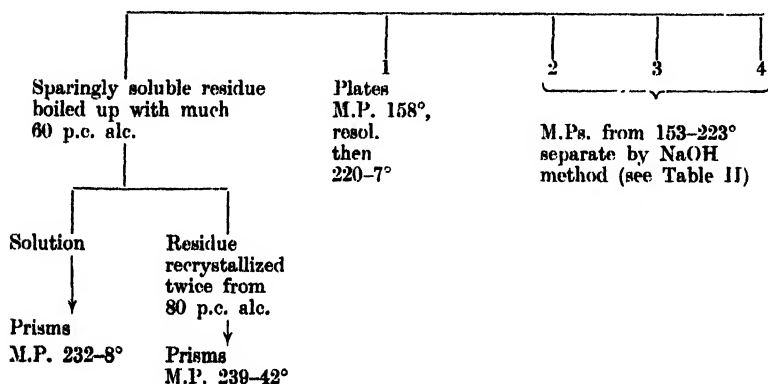 1
2
3
4
Sparingly soluble residue
boiled up with much
60 p.c. alc.
Plates
M.P. 158°,
resol.
then
220–7°
M.Ps. from 153–223°
separate by NaOH
method (see Table II)
Solution
Prisms
M.P. 232–8°
Residue
recrystallized
twice from
80 p.c. alc.
Prisms
M.P. 239–42°